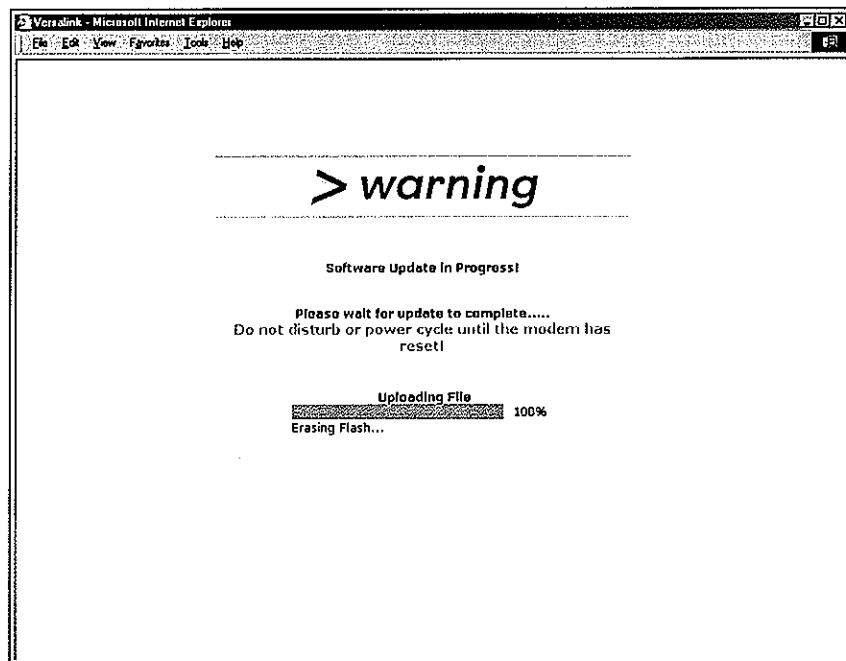 Versalink - Microsoft Internet Explorer
File Edit View Favorites Tools Help
> warning
Software Update in Progress!
Please wait for update to complete.....
Do not disturb or power cycle until the modem has
reset!
Uploading File
100%
Erasing Flash...